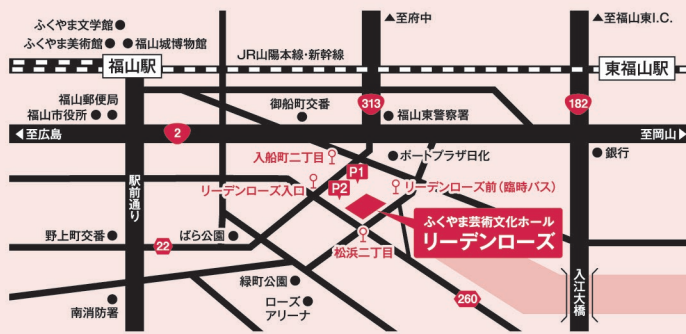 ふくやま文学館
ふくやま美術館
福山城博物館
▲至府中
▲至福山東I.C.
JR山陽本線・新幹線
福山駅
東福山駅
福山郵便局
福山市役所
御船町交番
313
福山東警察署
182
◀至広島
2
至岡山▶
入船町二丁目
ポートプラザ日化
銀行
P1
P2
リーデンローズ入口
リーデンローズ前(臨時バス)
駅前通り
ふくやま芸術文化ホール
リーデンローズ
野上町交番
22
ばら公園
松浜二丁目
緑町公園
260
入江大橋
南消防署
ローズ
アリーナ